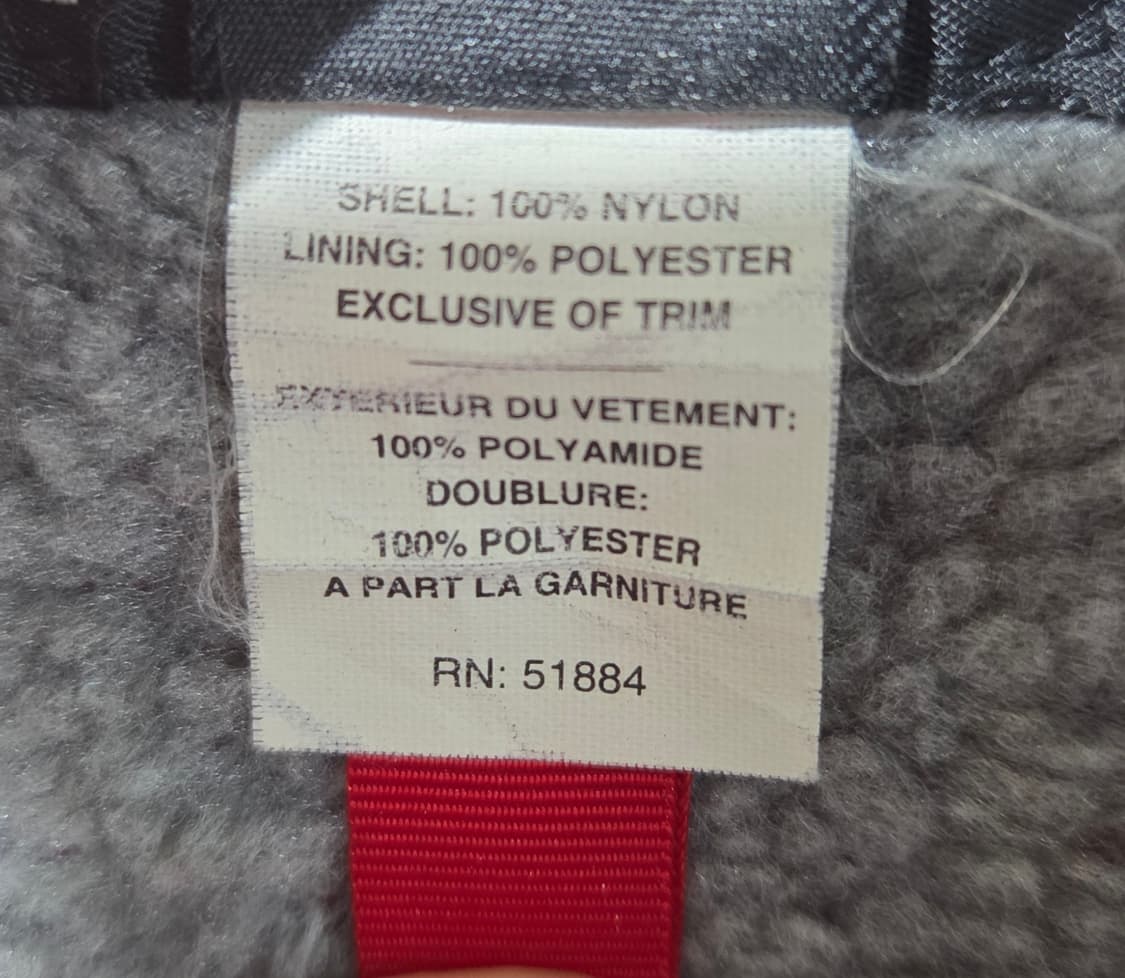 SHELL: 100% NYLON
LINING: 100% POLYESTER
EXCLUSIVE OF TRIM
EXTERIEUR DU VETEMENT:
100% POLYAMIDE
DOUBLURE:
100% POLYESTER
A PART LA GARNITURE
RN: 51884